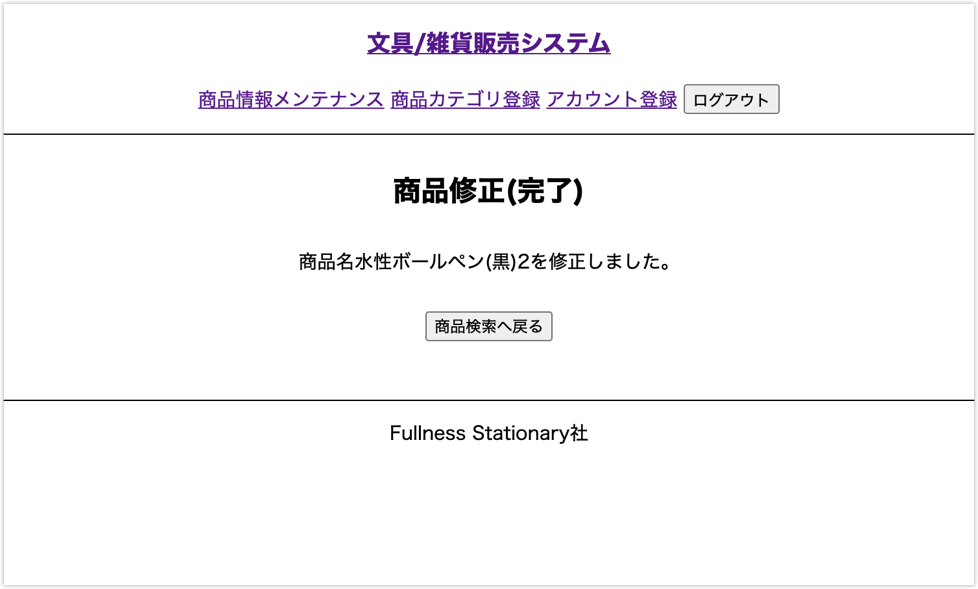 文具/雑貨販売システム
商品情報メンテナンス 商品カテゴリ登録 アカウント登録 ログアウト
商品修正(完了)
商品名水性ボールペン(黒)2を修正しました。
商品検索へ戻る
Fullness Stationary社